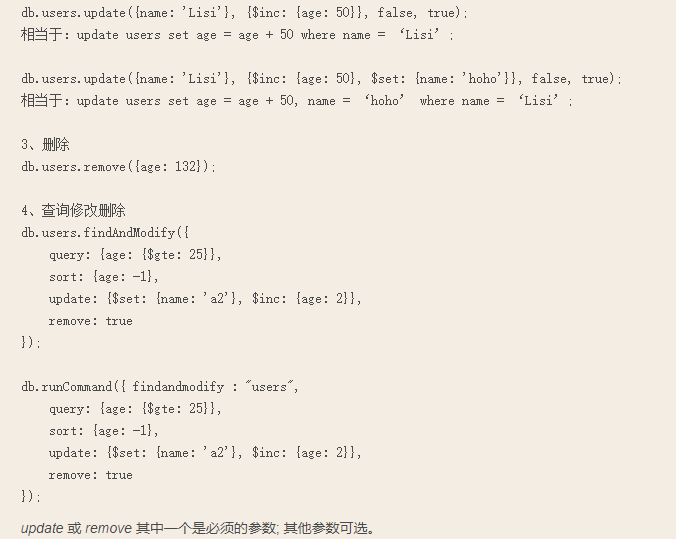 db.users.update({name: 'Lisi'}, {$inc: {age: 50}}, false, true);
相当于：update users set age = age + 50 where name = ‘Lisi’;
db.users.update({name: 'Lisi'}, {$inc: {age: 50}, $set: {name: 'hoho'}}, false, true);
相当于：update users set age = age + 50, name = ‘hoho’ where name = ‘Lisi’;
3、删除
db.users.remove({age: 132});
4、查询修改删除
db.users.findAndModify({
    query: {age: {$gte: 25}},
    sort: {age: -1},
    update: {$set: {name: 'a2'}, $inc: {age: 2}},
    remove: true
});
db.runCommand({ findandmodify : "users",
    query: {age: {$gte: 25}},
    sort: {age: -1},
    update: {$set: {name: 'a2'}, $inc: {age: 2}},
    remove: true
});
update 或 remove 其中一个是必须的参数; 其他参数可选。